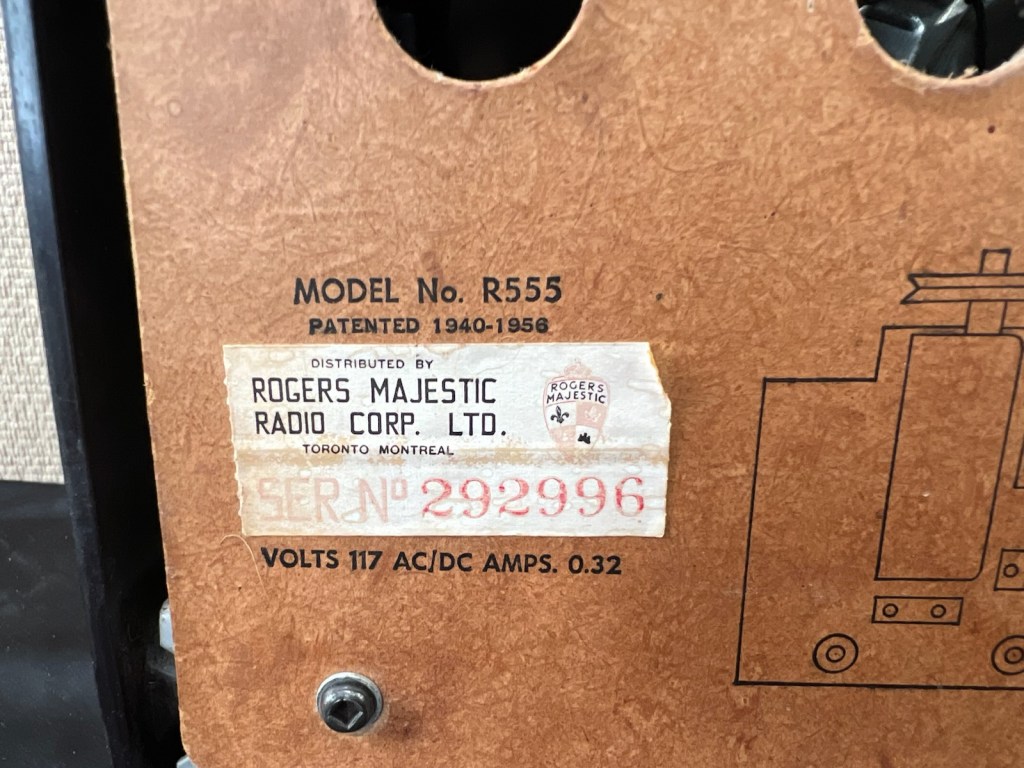 MODEL No. R555
PATENTED 1940-1956
DISTRIBUTED BY
ROGERS MAJESTIC
RADIO CORP. LTD.
TORONTO MONTREAL
ROGERS
MAJESTIC
SER. Nº 292996
VOLTS 117 AC/DC AMPS. 0.32